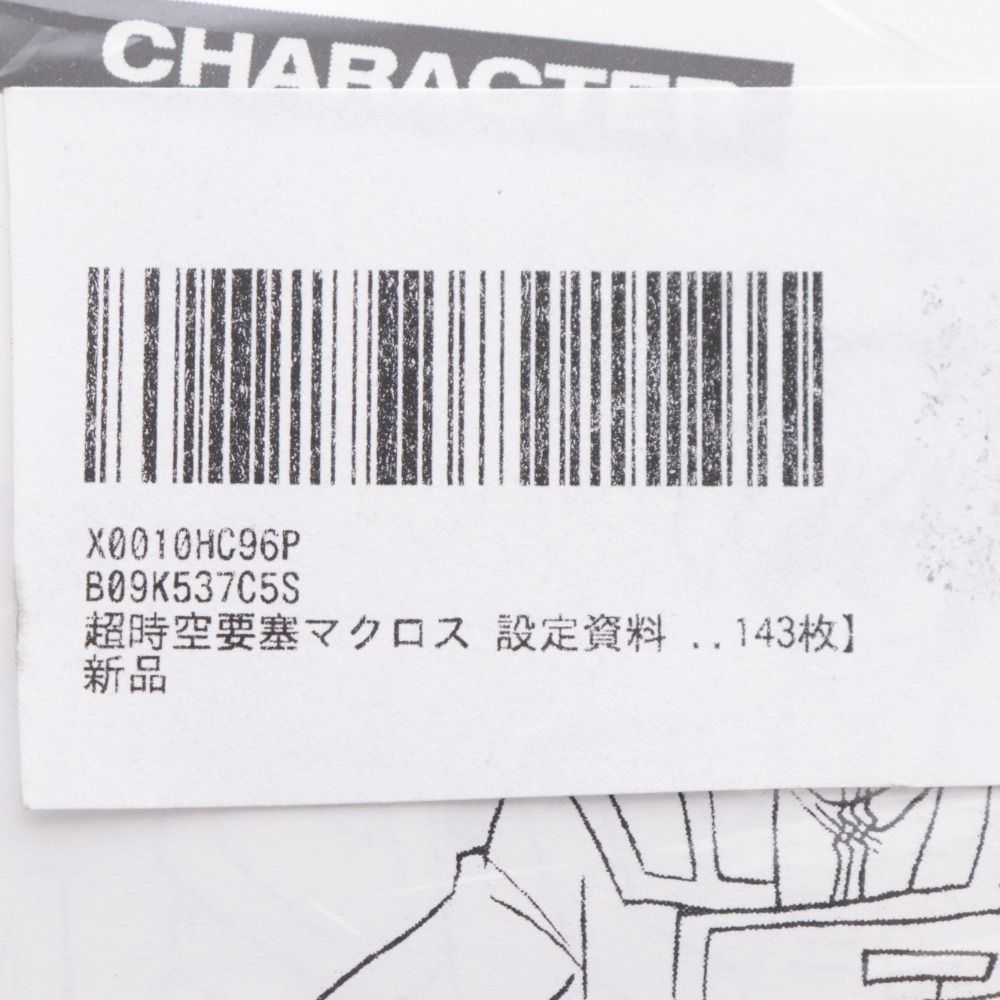 CHARACTER
X0010HC96P
B09K537C5S
超時空要塞マクロス 設定資料 ..143枚】
新品